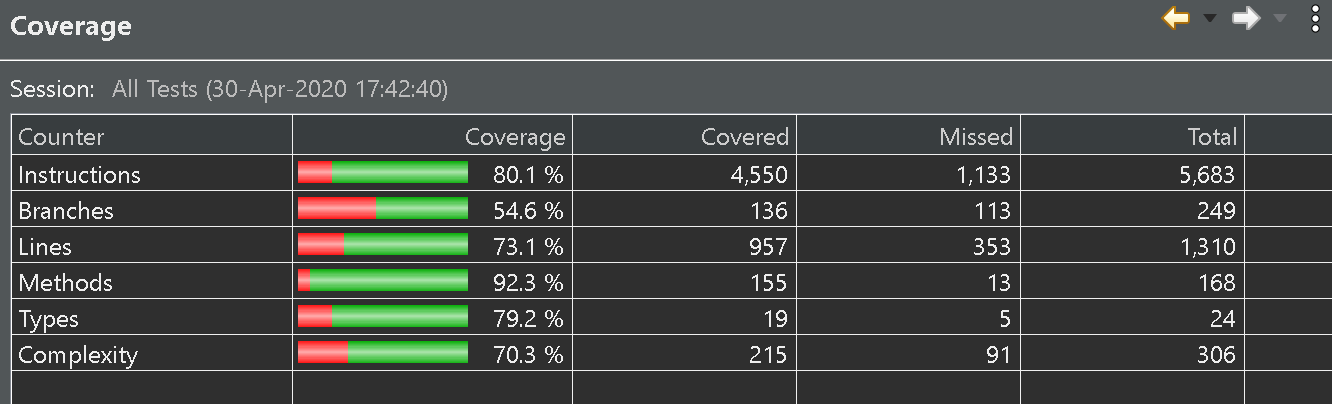 Coverage
Session: All Tests (30-Apr-2020 17:42:40)
Counter Coverage Covered Missed Total
Instructions 80.1 % 4,550 1,133 5,683
Branches 54.6 % 136 113 249
Lines 73.1 % 957 353 1,310
Methods 92.3 % 155 13 168
Types 79.2 % 19 5 24
Complexity 70.3 % 215 91 306